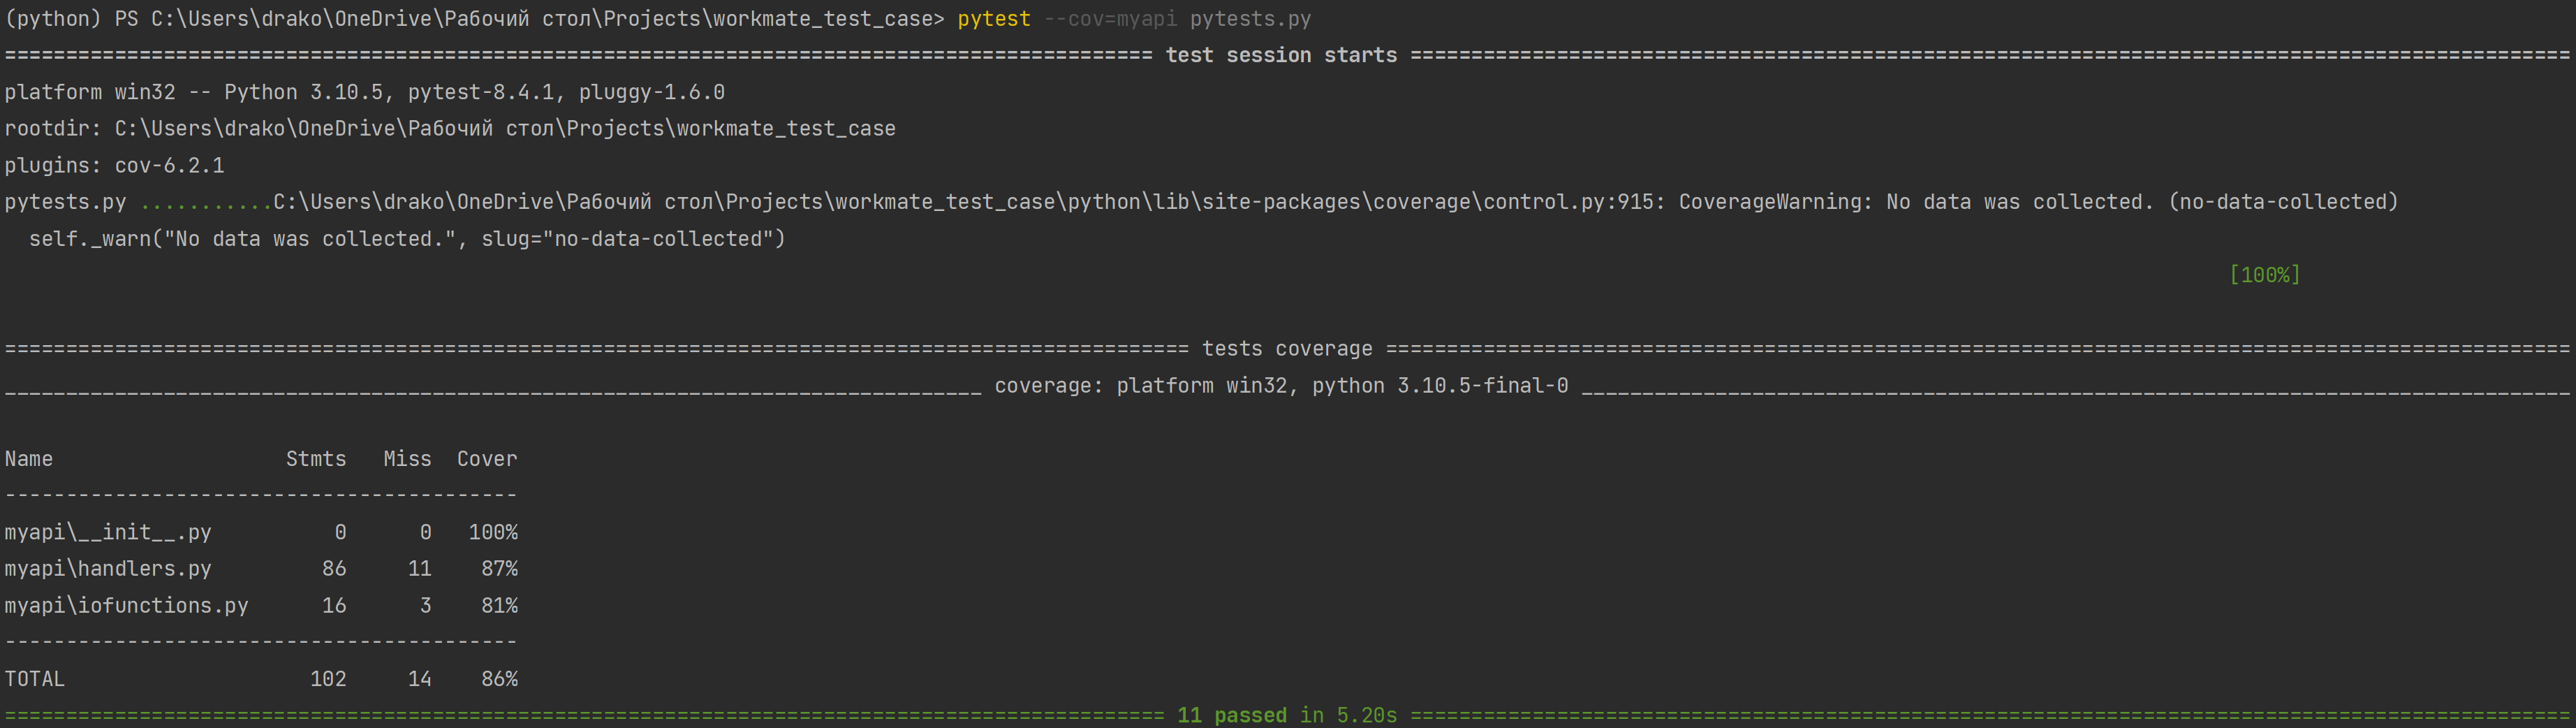 (python) PS C:\Users\drako\OneDrive\Рабочий стол\Projects\workmate_test_case> pytest --cov=myapi pytests.py
============================================================================================== test session starts ===============================================================================================
platform win32 -- Python 3.10.5, pytest-8.4.1, pluggy-1.6.0
rootdir: C:\Users\drako\OneDrive\Рабочий стол\Projects\workmate_test_case
plugins: cov-6.2.1
pytests.py ...........C:\Users\drako\OneDrive\Рабочий стол\Projects\workmate_test_case\python\lib\site-packages\coverage\control.py:915: CoverageWarning: No data was collected. (no-data-collected)
  self._warn("No data was collected.", slug="no-data-collected")
[100%]
================================================================================================= tests coverage =================================================================================================
________________________________________________________________________________ coverage: platform win32, python 3.10.5-final-0 _________________________________________________________________________________
Name                   Stmts   Miss  Cover
------------------------------------------
myapi\__init__.py          0      0   100%
myapi\handlers.py         86     11    87%
myapi\iofunctions.py      16      3    81%
------------------------------------------
TOTAL                    102     14    86%
=============================================================================================== 11 passed in 5.20s ===============================================================================================